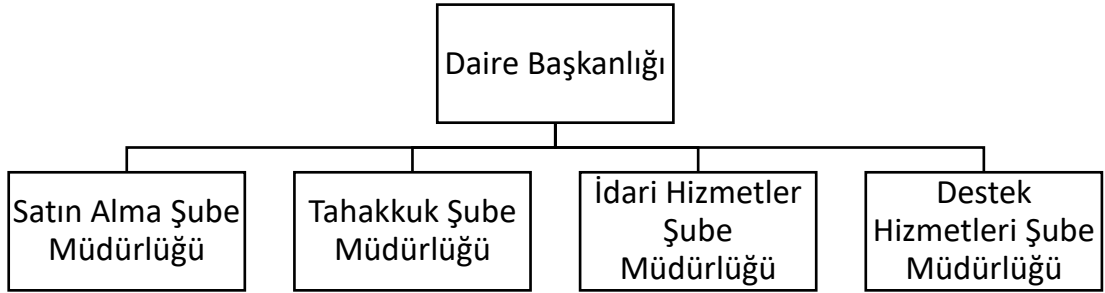 Daire Başkanlığı
Satın Alma Şube
Müdürlüğü
Tahakkuk Şube
Müdürlüğü
İdari Hizmetler
Şube
Müdürlüğü
Destek
Hizmetleri Şube
Müdürlüğü